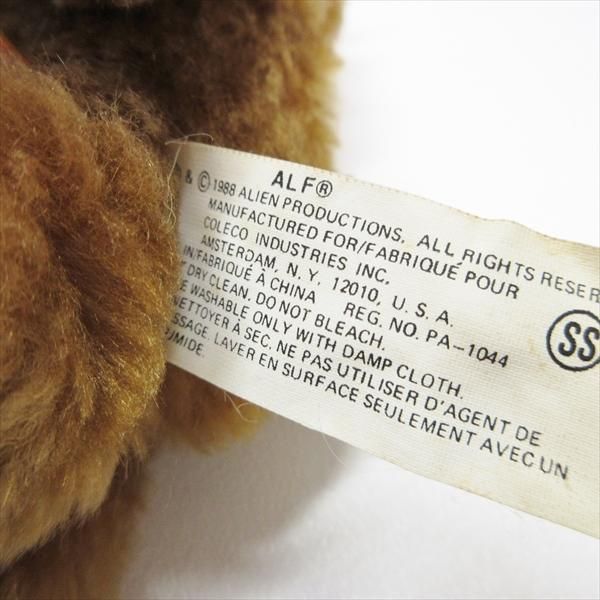 ALF®
& ©1988 ALIEN PRODUCTIONS. ALL RIGHTS RESER
MANUFACTURED FOR/FABRIQUÉ POUR
COLECO INDUSTRIES INC.
AMSTERDAM, N.Y. 12010, U.S.A.
IN/FABRIQUÉ À CHINA REG. NO. PA-1044
DRY CLEAN. DO NOT BLEACH.
WASHABLE ONLY WITH DAMP CLOTH.
NETTOYER À SEC. NE PAS UTILISER D'AGENT DE
SSAGE. LAVER EN SURFACE SEULEMENT AVEC UN
UMIDE.
SS